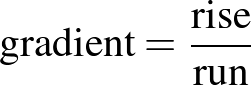 gradient = rise/run